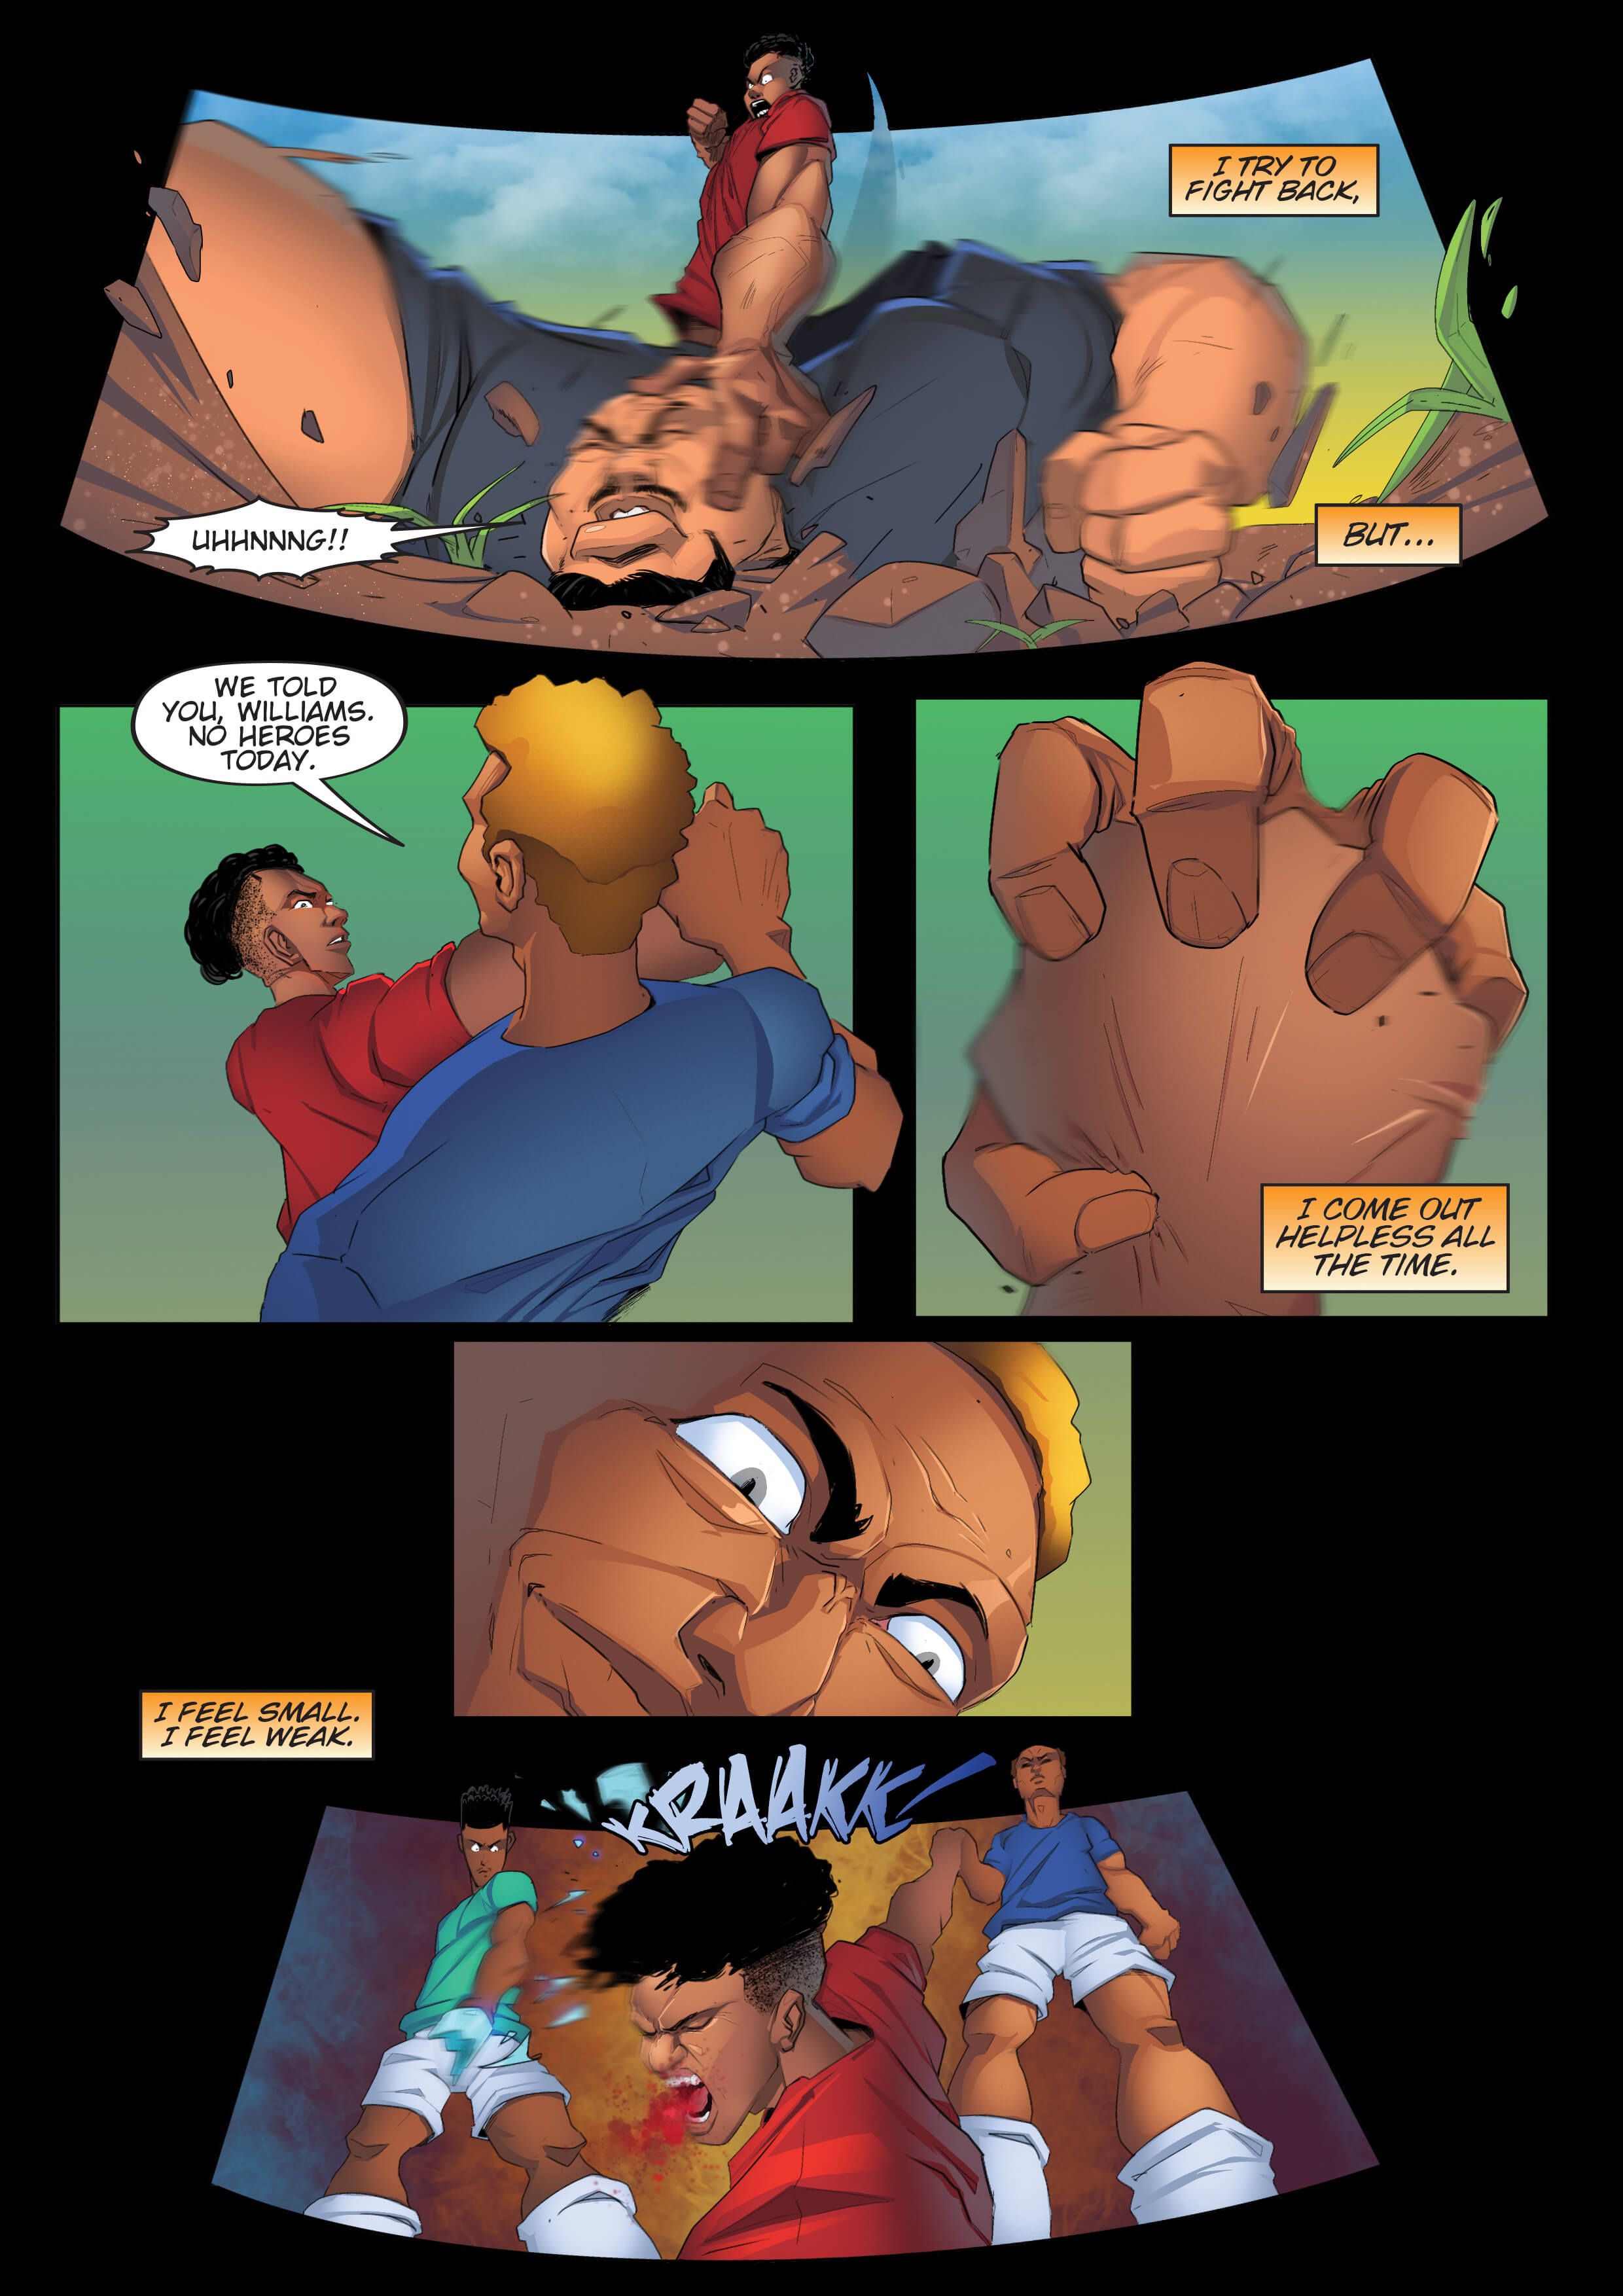 I TRY TO
FIGHT BACK,
UHHNNNG!!
BUT...
WE TOLD
YOU, WILLIAMS.
NO HEROES
TODAY.
I COME OUT
HELPLESS ALL
THE TIME.
I FEEL SMALL.
I FEEL WEAK.
KRAAKK!